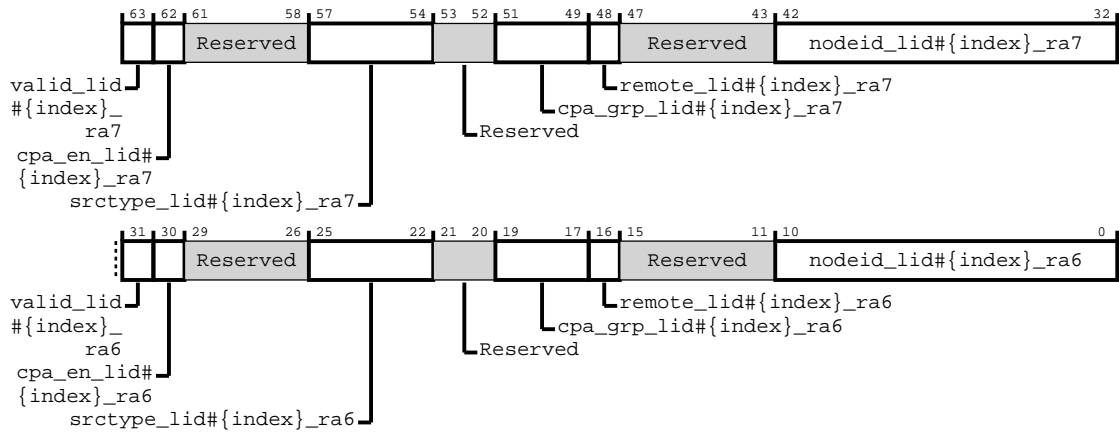 63 62 61 58 57 54 53 52 51 49 48 47 43 42 32
Reserved nodeid_lid#{index}_ra7
valid_lid
#{index}_
ra7
remote_lid#{index}_ra7
cpa_grp_lid#{index}_ra7
Reserved
cpa_en_lid#
{index}_ra7
srctype_lid#{index}_ra7
Reserved
31 30 29 26 25 22 21 20 19 17 16 15 11 10 0
Reserved Reserved nodeid_lid#{index}_ra6
valid_lid
#{index}_
ra6
remote_lid#{index}_ra6
cpa_grp_lid#{index}_ra6
Reserved
cpa_en_lid#
{index}_ra6
srctype_lid#{index}_ra6